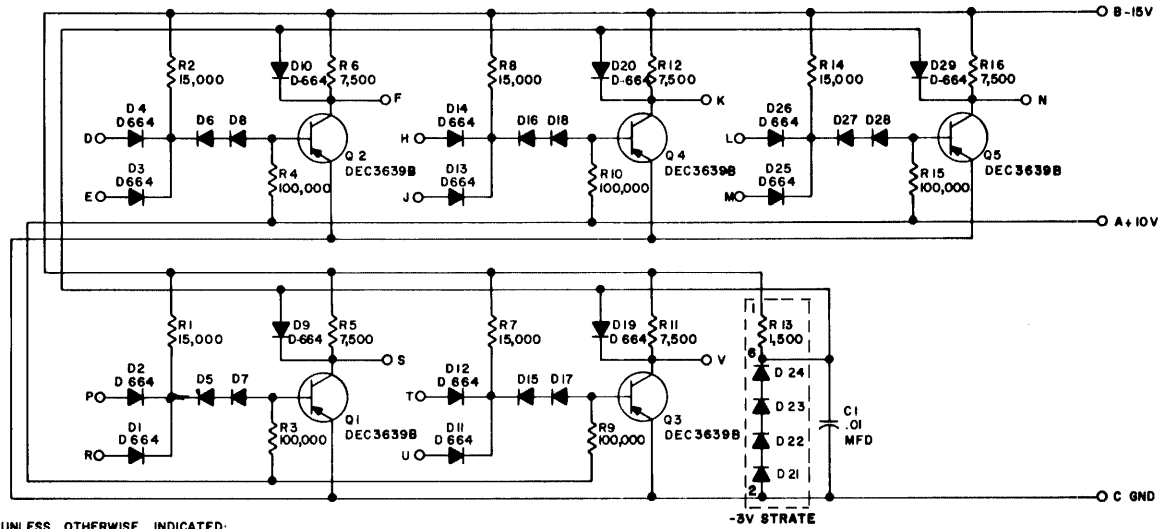 B-15V
R2
15,000
D10
D-664
R6
7,500
R8
15,000
D20
D-664
R12
7,500
R14
15,000
D29
D-664
R16
7,500
F
K
N
D4
D664
D
D6
D8
D3
D664
E
R4
100,000
Q2
DEC3639B
D14
D664
H
D16
D18
D13
D664
J
R10
100,000
Q4
DEC3639B
D26
D664
L
D27
D28
D25
D664
M
R15
100,000
Q5
DEC3639B
A+10V
R1
15,000
D9
D-664
R5
7,500
R7
15,000
D19
D 664
R11
7,500
1
R13
1,500
S
V
6
D2
D 664
P
D5
D7
D1
D664
R
R3
100,000
Q1
DEC3639B
D12
D 664
T
D15
D17
D11
D664
U
R9
100,000
Q3
DEC3639B
D 24
D 23
D 22
D 21
C1
.01
MFD
2
-3V STRATE
C GND
UNLESS OTHERWISE INDICATED: